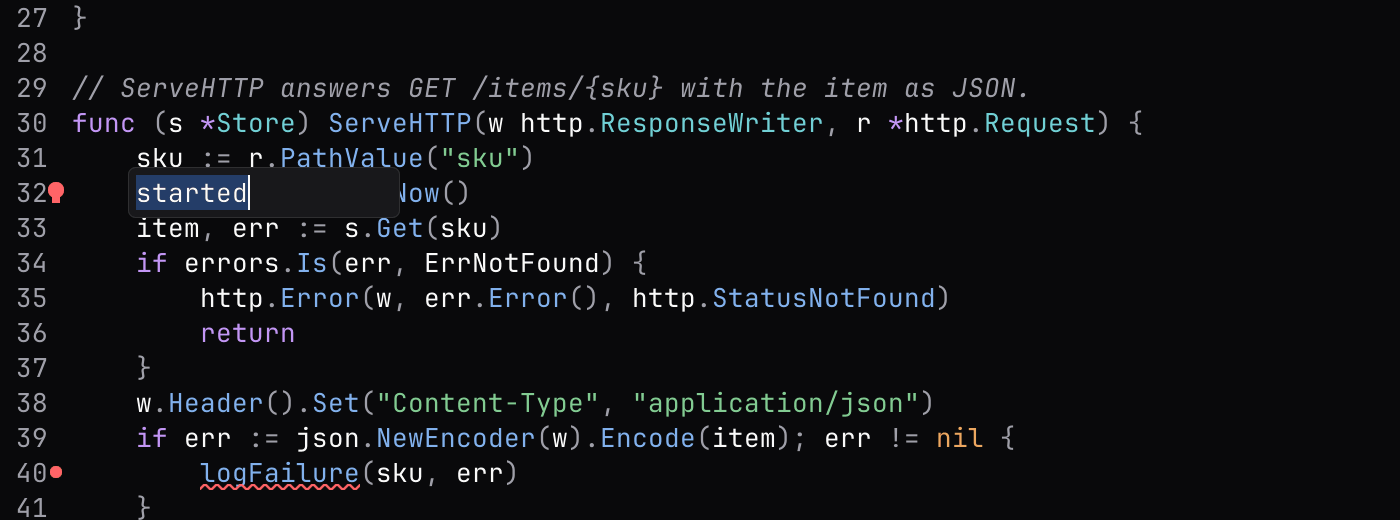 27 }
28
29 // ServeHTTP answers GET /items/{sku} with the item as JSON.
30 func (s *Store) ServeHTTP(w http.ResponseWriter, r *http.Request) {
31     sku := r.PathValue("sku")
32     started Now()
33     item, err := s.Get(sku)
34     if errors.Is(err, ErrNotFound) {
35         http.Error(w, err.Error(), http.StatusNotFound)
36         return
37     }
38     w.Header().Set("Content-Type", "application/json")
39     if err := json.NewEncoder(w).Encode(item); err != nil {
40         logFailure(sku, err)
41     }